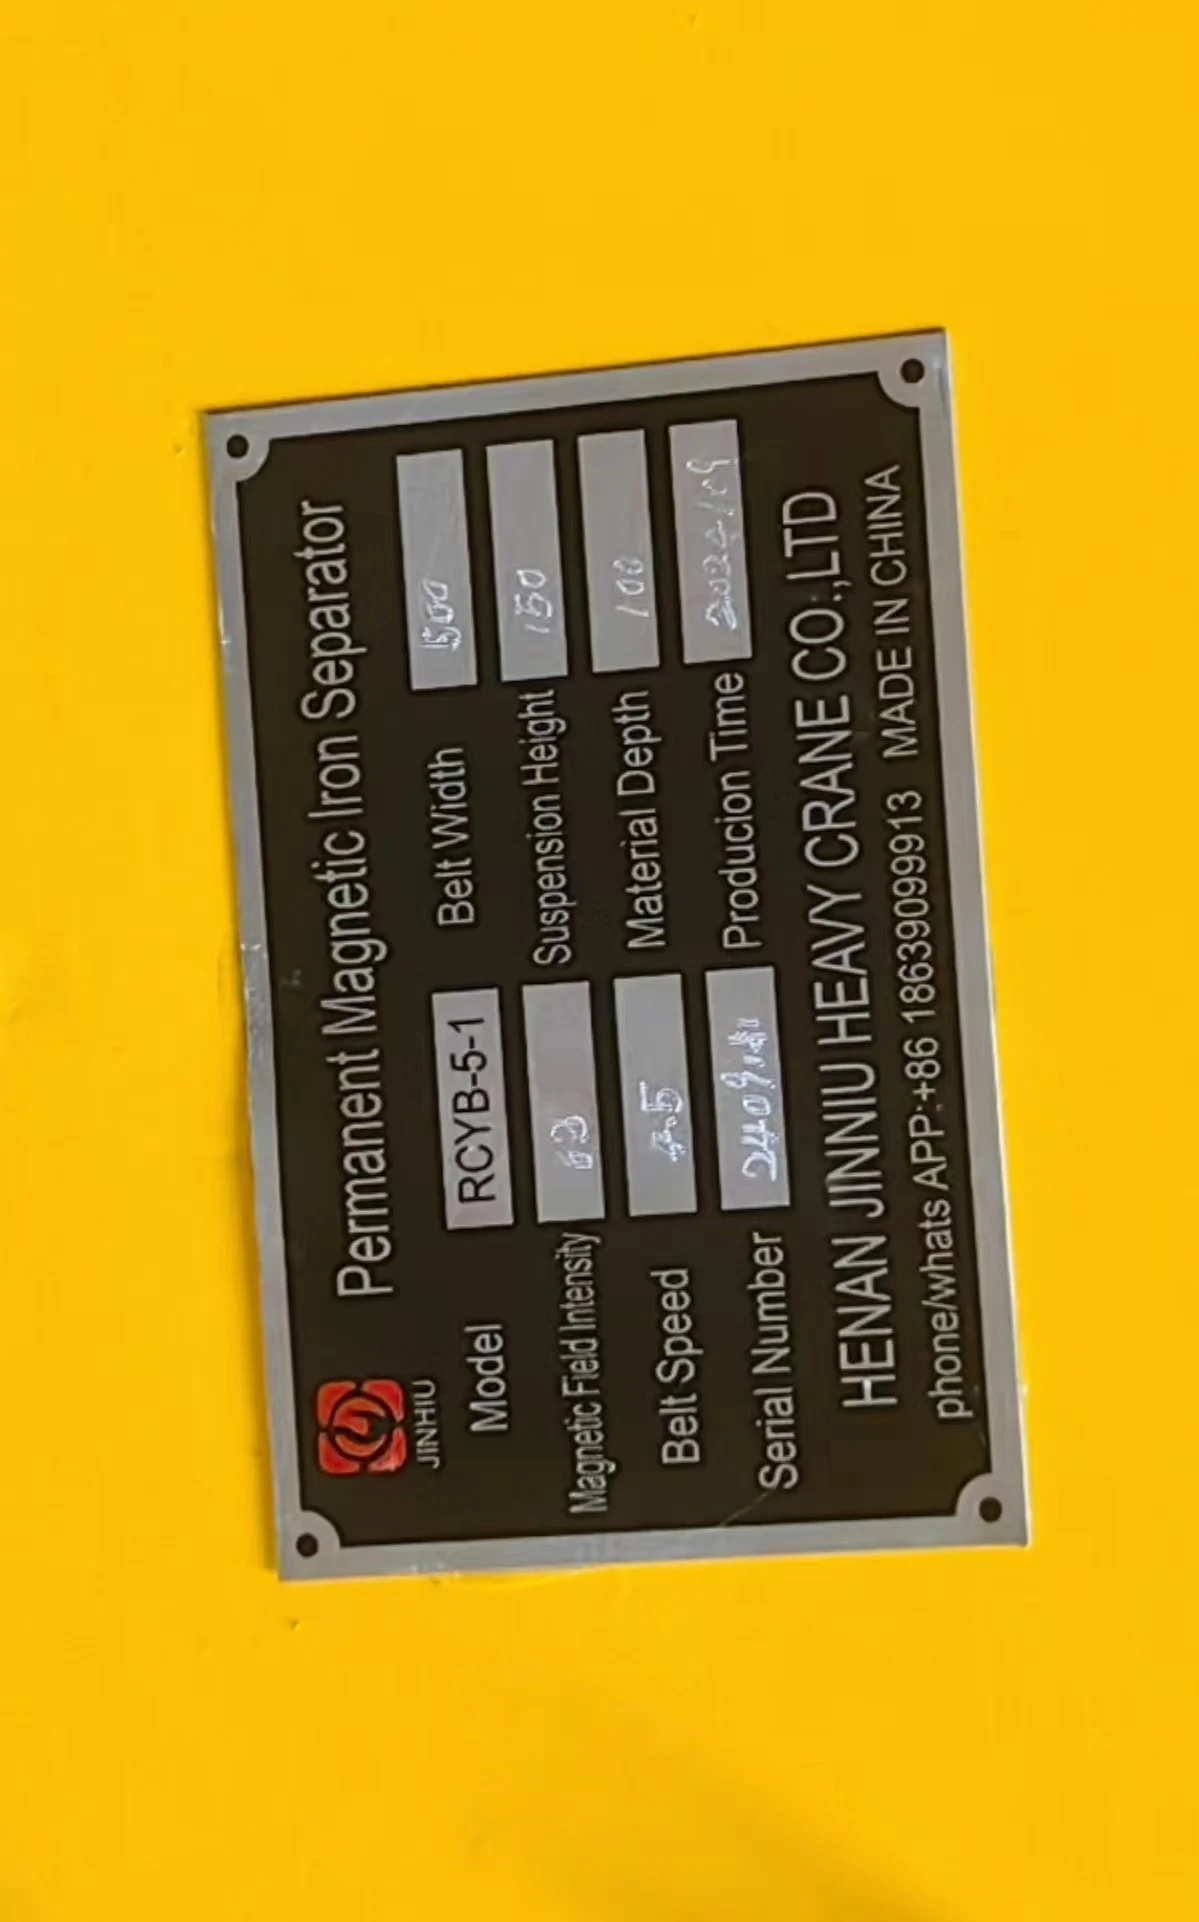 JINHIU
Permanent Magnetic Iron Separator
Model RCYB-5-1 Belt Width 500
Magnetic Field Intensity 63 Suspension Height 150
Belt Speed Material Depth 100
Serial Number Producion Time
HENAN JINNIU HEAVY CRANE CO.,LTD
phone/whats APP:+86 18639099913 MADE IN CHINA